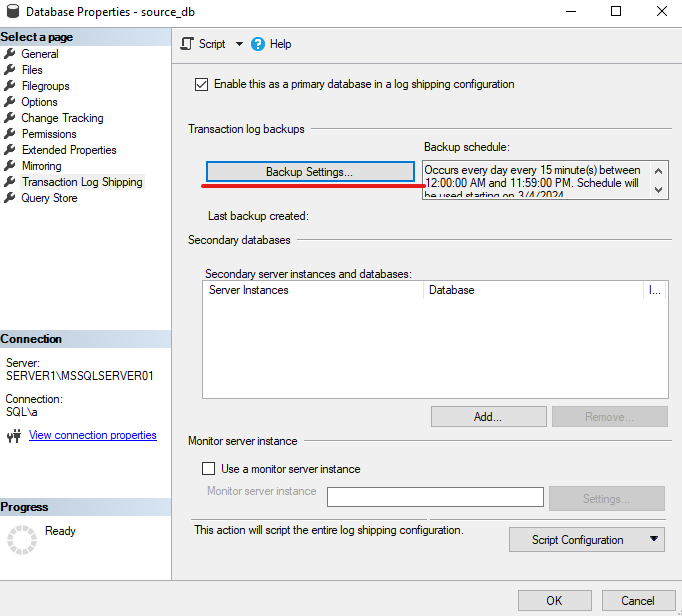 Database Properties - source_db
Select a page
General
Files
Filegroups
Options
Change Tracking
Permissions
Extended Properties
Mirroring
Transaction Log Shipping
Query Store
Connection
Server:
SERVER1\MSSQLSERVER01
Connection:
SQL\a
View connection properties
Progress
Ready
Script
Help
Enable this as a primary database in a log shipping configuration
Transaction log backups
Backup schedule:
Backup Settings...
Occurs every day every 15 minute(s) between
12:00:00 AM and 11:59:00 PM. Schedule will
be used starting on 3/4/2024
Last backup created:
Secondary databases
Secondary server instances and databases:
Server Instances Database I...
Add... Remove...
Monitor server instance
Use a monitor server instance
Monitor server instance
Settings...
This action will script the entire log shipping configuration.
Script Configuration
OK Cancel